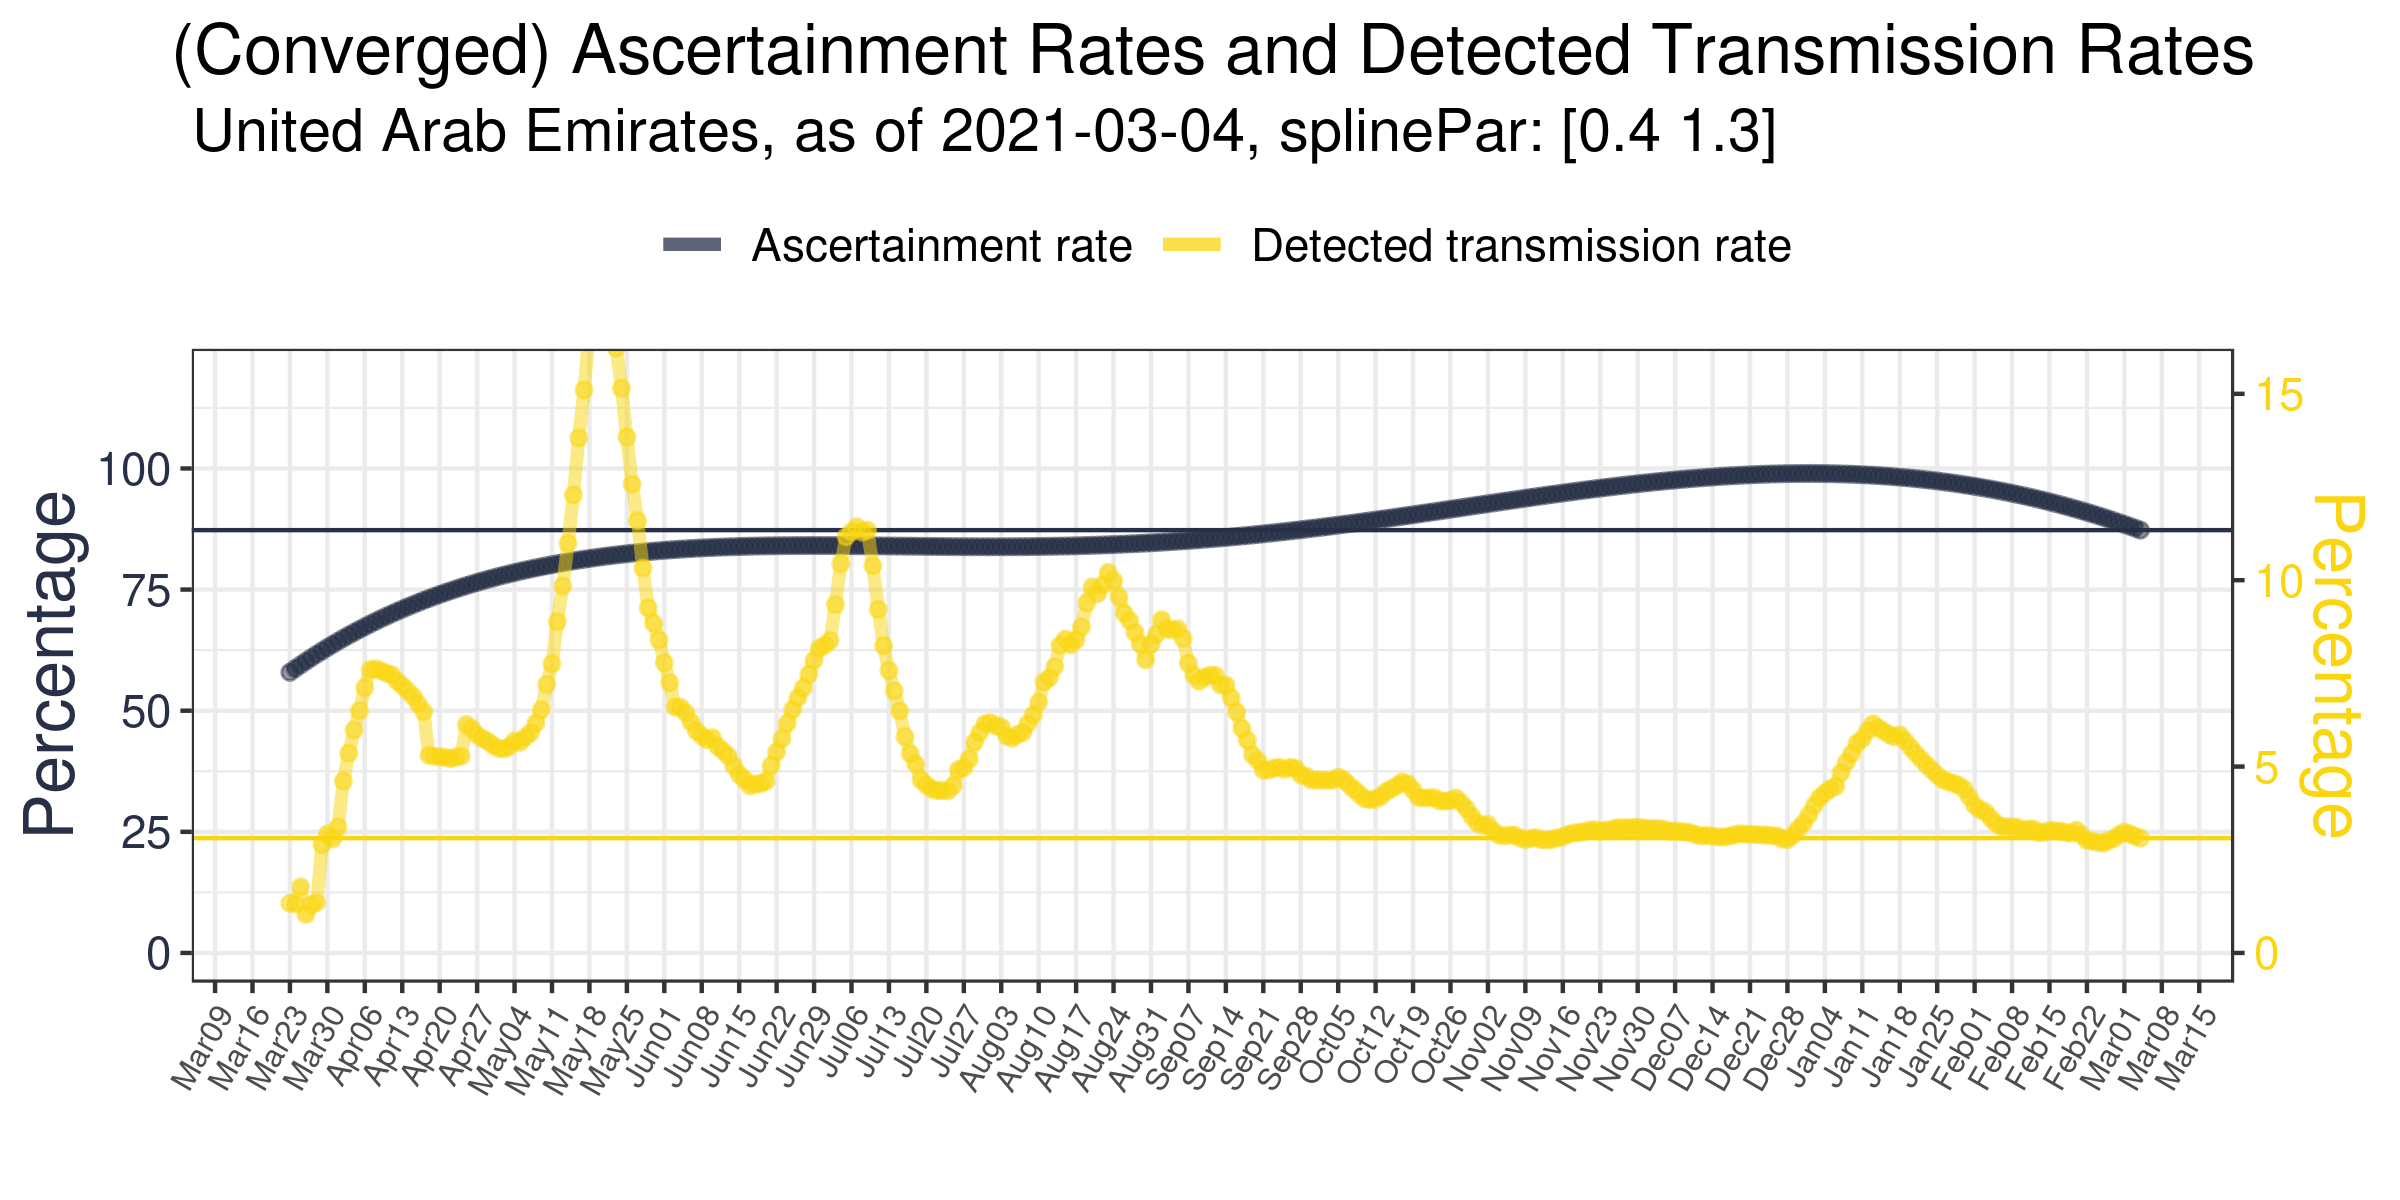 (Converged) Ascertainment Rates and Detected Transmission Rates
United Arab Emirates, as of 2021-03-04, splinePar: [0.4 1.3]
Ascertainment rate
Detected transmission rate
Percentage
100
75
50
25
0
15
10
5
0
Percentage
Mar09
Mar16
Mar23
Mar30
Apr06
Apr13
Apr20
Apr27
May04
May11
May18
May25
Jun01
Jun08
Jun15
Jun22
Jun29
Jul06
Jul13
Jul20
Jul27
Aug03
Aug10
Aug17
Aug24
Aug31
Sep07
Sep14
Sep21
Sep28
Oct05
Oct12
Oct19
Oct26
Nov02
Nov09
Nov16
Nov23
Nov30
Dec07
Dec14
Dec21
Dec28
Jan04
Jan11
Jan18
Jan25
Feb01
Feb08
Feb15
Feb22
Mar01
Mar08
Mar15